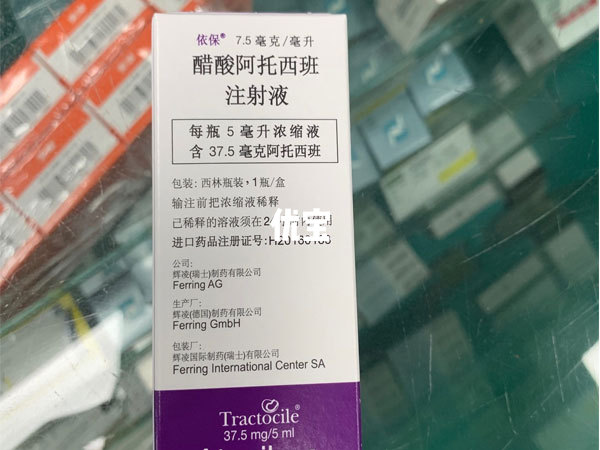 依保® 7.5 毫克/毫升
醋酸阿托西班
注射液
每瓶 5 毫升浓缩液
含 37.5 毫克阿托西班
包装: 西林瓶装,1瓶/盒
输注前把浓缩液稀释
已稀释的溶液须在2
优宝
进口药品注册证号:
公司:
辉凌(瑞士)制药有限公司
Ferring AG
生产厂:
辉凌(德国)制药有限公司
Ferring GmbH
包装厂:
辉凌国际制药(瑞士)有限公司
Ferring International Center SA
Tractocile®
37.5 mg/5 ml